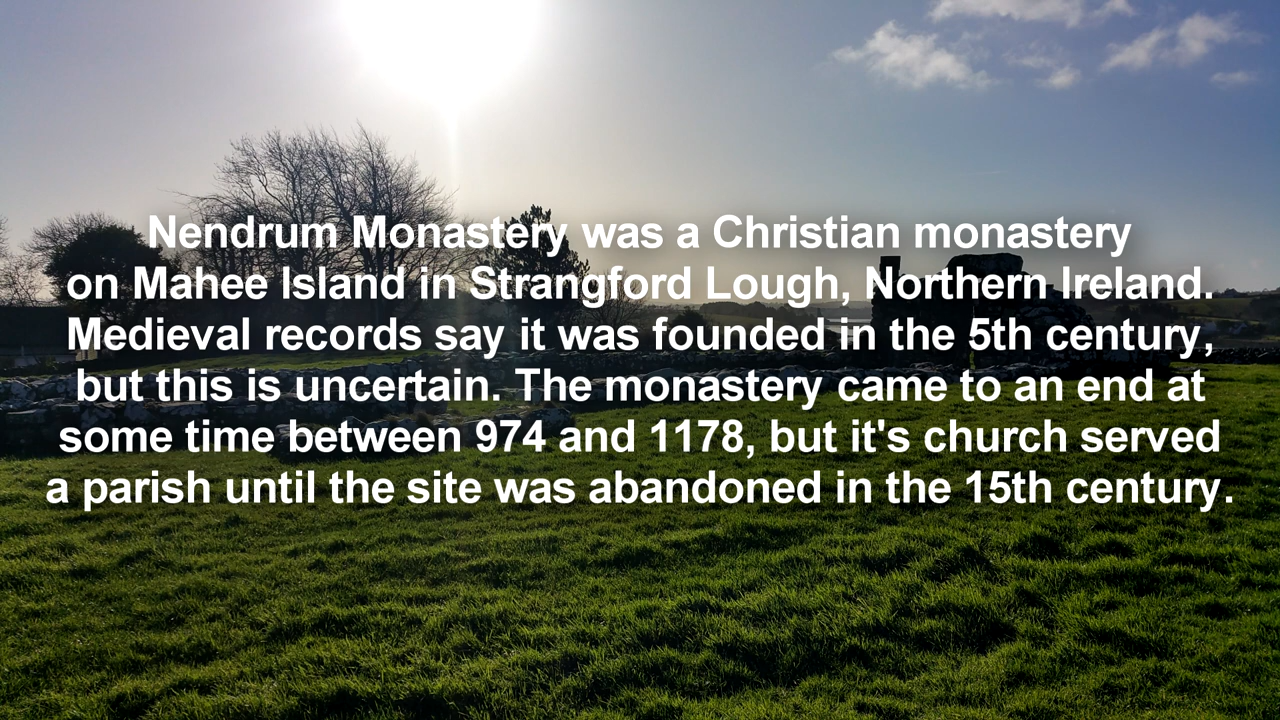 Nendrum Monastery was a Christian monastery
on Mahee Island in Strangford Lough, Northern Ireland.
Medieval records say it was founded in the 5th century,
but this is uncertain. The monastery came to an end at
some time between 974 and 1178, but it's church served
a parish until the site was abandoned in the 15th century.